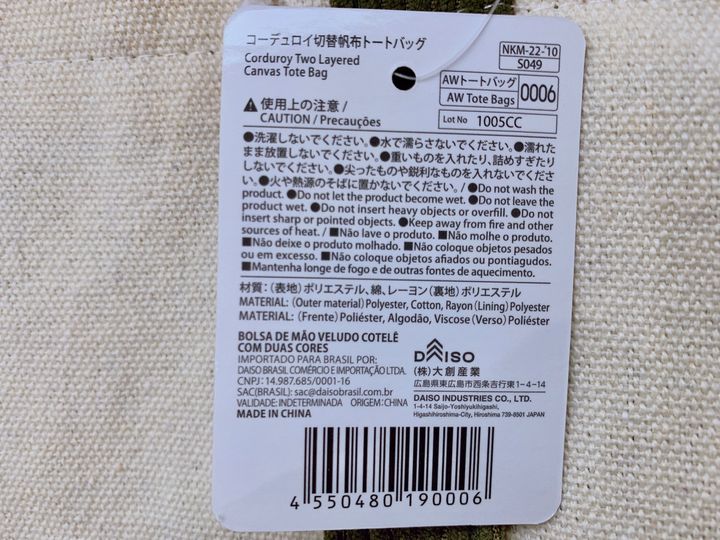 コーデュロイ切替帆布トートバッグ
Corduroy Two Layered
Canvas Tote Bag
NKM-22-'10
S049
AWトートバッグ
AW Tote Bags
0006
Lot No 1005CC
使用上の注意 /
CAUTION / Precauções
●洗濯しないでください。●水で濡らさないでください。●濡れた
まま放置しないでください。●重いものを入れたり、詰めすぎたり
しないでください。●尖ったものや鋭利なものを入れないでくださ
い。●火や熱源のそばに置かないでください。/ ●Do not wash the
product. ●Do not let the product become wet. ●Do not leave the
product wet. ●Do not insert heavy objects or overfill. ●Do not
insert sharp or pointed objects. ●Keep away from fire and other
sources of heat. / ■Não lave o produto. ■Não molhe o produto.
■Não deixe o produto molhado. ■Não coloque objetos pesados
ou em excesso. ■Não coloque objetos afiados ou pontiagudos.
■Mantenha longe de fogo e de outras fontes de aquecimento.
材質:(表地)ポリエステル、綿、レーヨン(裏地)ポリエステル
MATERIAL: (Outer material) Polyester, Cotton, Rayon (Lining) Polyester
MATERIAL: (Frente) Poliéster, Algodão, Viscose (Verso) Poliéster
BOLSA DE MÃO VELUDO COTELÊ
COM DUAS CORES
IMPORTADO PARA BRASIL POR:
DAISO BRASIL COMÉRCIO E IMPORTAÇÃO LTDA.
CNPJ: 14.987.685/0001-16
SAC(BRASIL): sac@daisobrasil.com.br
VALIDADE: INDETERMINADA ORIGEM: CHINA
MADE IN CHINA
DAISO
(株)大創産業
広島県東広島市西条吉行東1-4-14
DAISO INDUSTRIES CO., LTD.
1-4-14 Saijo-Yoshiyukihigashi,
Higashihiroshima-City, Hiroshima 739-8501 JAPAN
4 550480 190006